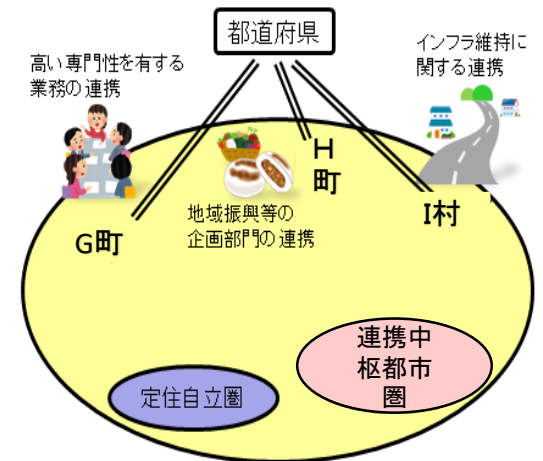 都道府県
高い専門性を有する
業務の連携
インフラ維持に
関する連携
H
町
地域振興等の
企画部門の連携
G町
I村
連携中
枢都市
圏
定住自立圏